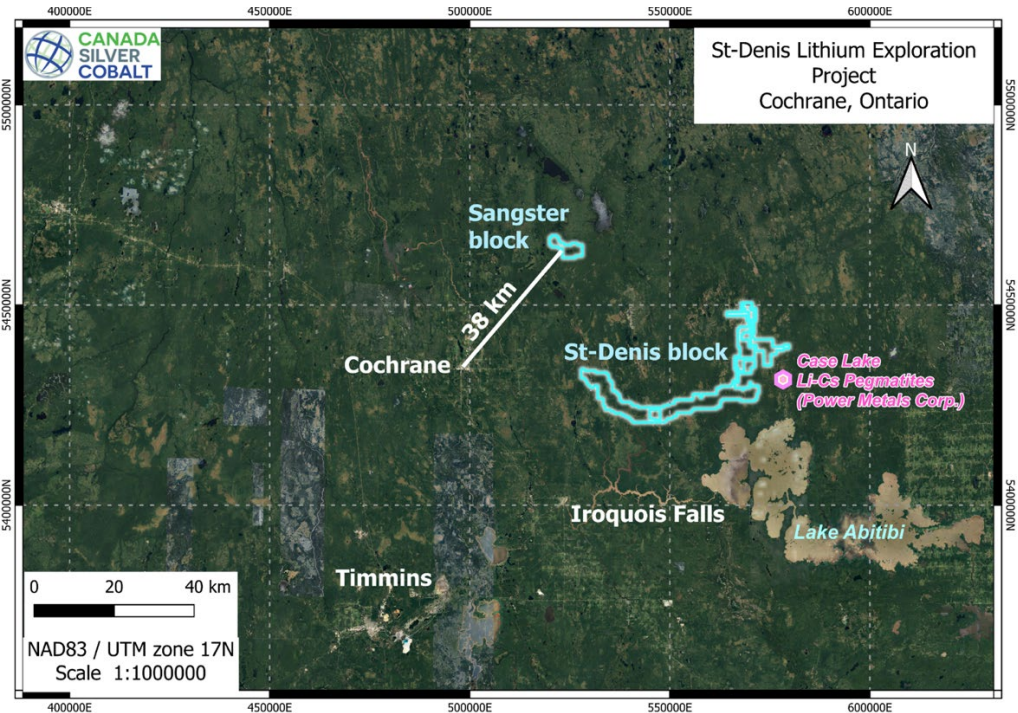 400000E 450000E 500000E 550000E 600000E
CANADA
SILVER
COBALT
St-Denis Lithium Exploration
Project
Cochrane, Ontario
5500000N
5500000N
N
Sangster
block
38 km
5450000N
5450000N
Cochrane
St-Denis block
Case Lake
Li-Cs Pegmatites
(Power Metals Corp.)
5400000N
5400000N
Iroquois Falls
Lake Abitibi
Timmins
0 20 40 km
NAD83 / UTM zone 17N
Scale 1:1000000
400000E 450000E 500000E 550000E 600000E